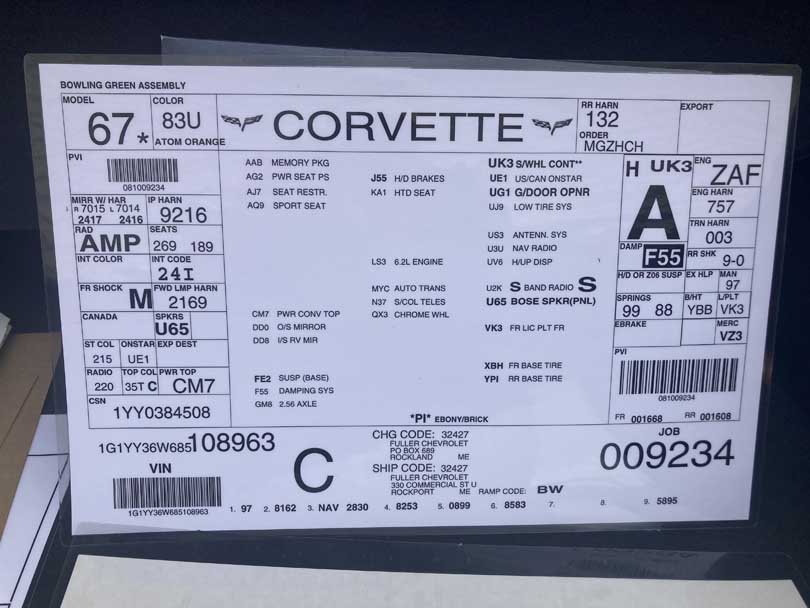 BOWLING GREEN ASSEMBLY
MODEL
67*
COLOR
83U
ATOM ORANGE
CORVETTE
RR HARN
132
ORDER
MGZHCH
EXPORT
PVI
081009234
MIRR W/ HAR
R 7015 L 7014
2417 2416
IP HARN
9216
RAD
AMP
SEATS
269 189
INT COLOR
INT CODE
24I
FR SHOCK
M
FWD LMP HARN
2169
CANADA
SPKRS
U65
ST COL
215
ONSTAR
UE1
EXP DEST
RADIO
220
TOP COL
35T C
PWR TOP
CM7
CSN
1YY0384508
AAB MEMORY PKG
AG2 PWR SEAT PS
AJ7 SEAT RESTR.
AQ9 SPORT SEAT
CM7 PWR CONV TOP
DD0 O/S MIRROR
DD8 I/S RV MIR
FE2 SUSP (BASE)
F55 DAMPING SYS
GM8 2.56 AXLE
J55 H/D BRAKES
KA1 HTD SEAT
LS3 6.2L ENGINE
MYC AUTO TRANS
N37 S/COL TELES
QX3 CHROME WHL
UK3 S/WHL CONT**
UE1 US/CAN ONSTAR
UG1 G/DOOR OPNR
UJ9 LOW TIRE SYS
US3 ANTENN. SYS
U3U NAV RADIO
UV6 H/UP DISP
U2K S BAND RADIO S
U65 BOSE SPKR(PNL)
VK3 FR LIC PLT FR
XBH FR BASE TIRE
YPI RR BASE TIRE
*PI* EBONY/BRICK
H UK3
A
ENG
ZAF
ENG HARN
757
TRN HARN
003
DAMP
F55
RR SHK
9-0
H/D OR Z06 SUSP
EX HLP
MAN
97
SPRINGS
99 88
B/HT
YBB
L/PLT
VK3
EBRAKE
MERC
VZ3
PVI
081009234
FR 001668 RR 001608
1G1YY36W685108963
VIN
1G1YY36W685108963
C
CHG CODE: 32427
FULLER CHEVROLET
PO BOX 689
ROCKLAND ME
SHIP CODE: 32427
FULLER CHEVROLET
330 COMMERCIAL ST U
ROCKPORT ME RAMP CODE: BW
JOB
009234
1. 97 2. 8162 3. NAV 2830 4. 8253 5. 0899 6. 8583 7. 8. 9. 5895